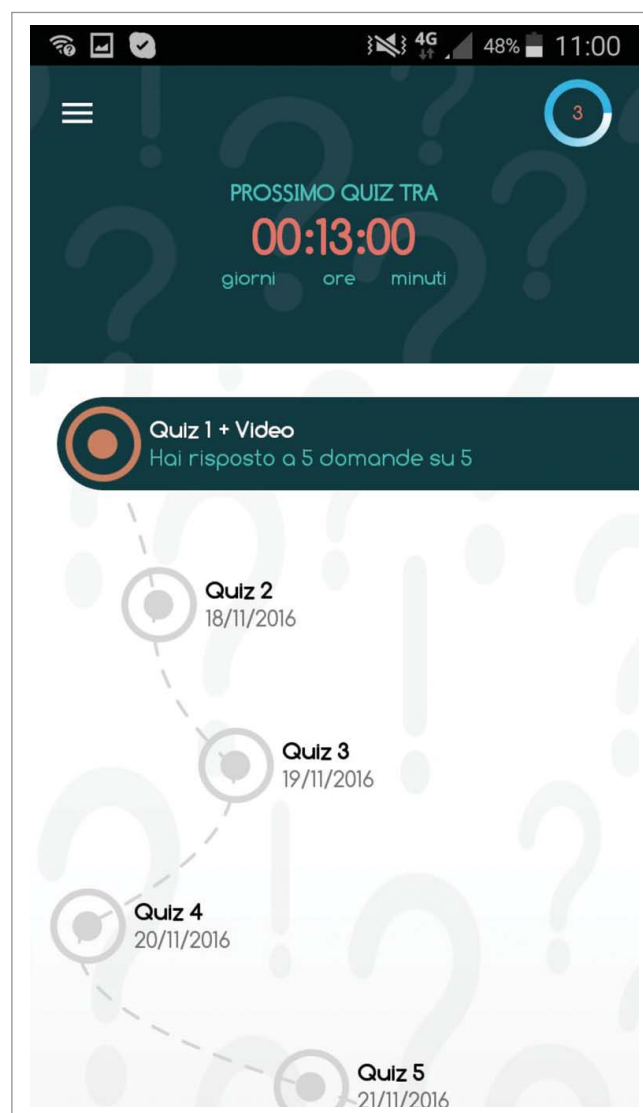 4G 48% 11:00
3
PROSSIMO QUIZ TRA
00:13:00
giorni ore minuti
Quiz 1 + Video
Hai risposto a 5 domande su 5
Quiz 2
18/11/2016
Quiz 3
19/11/2016
Quiz 4
20/11/2016
Quiz 5
21/11/2016